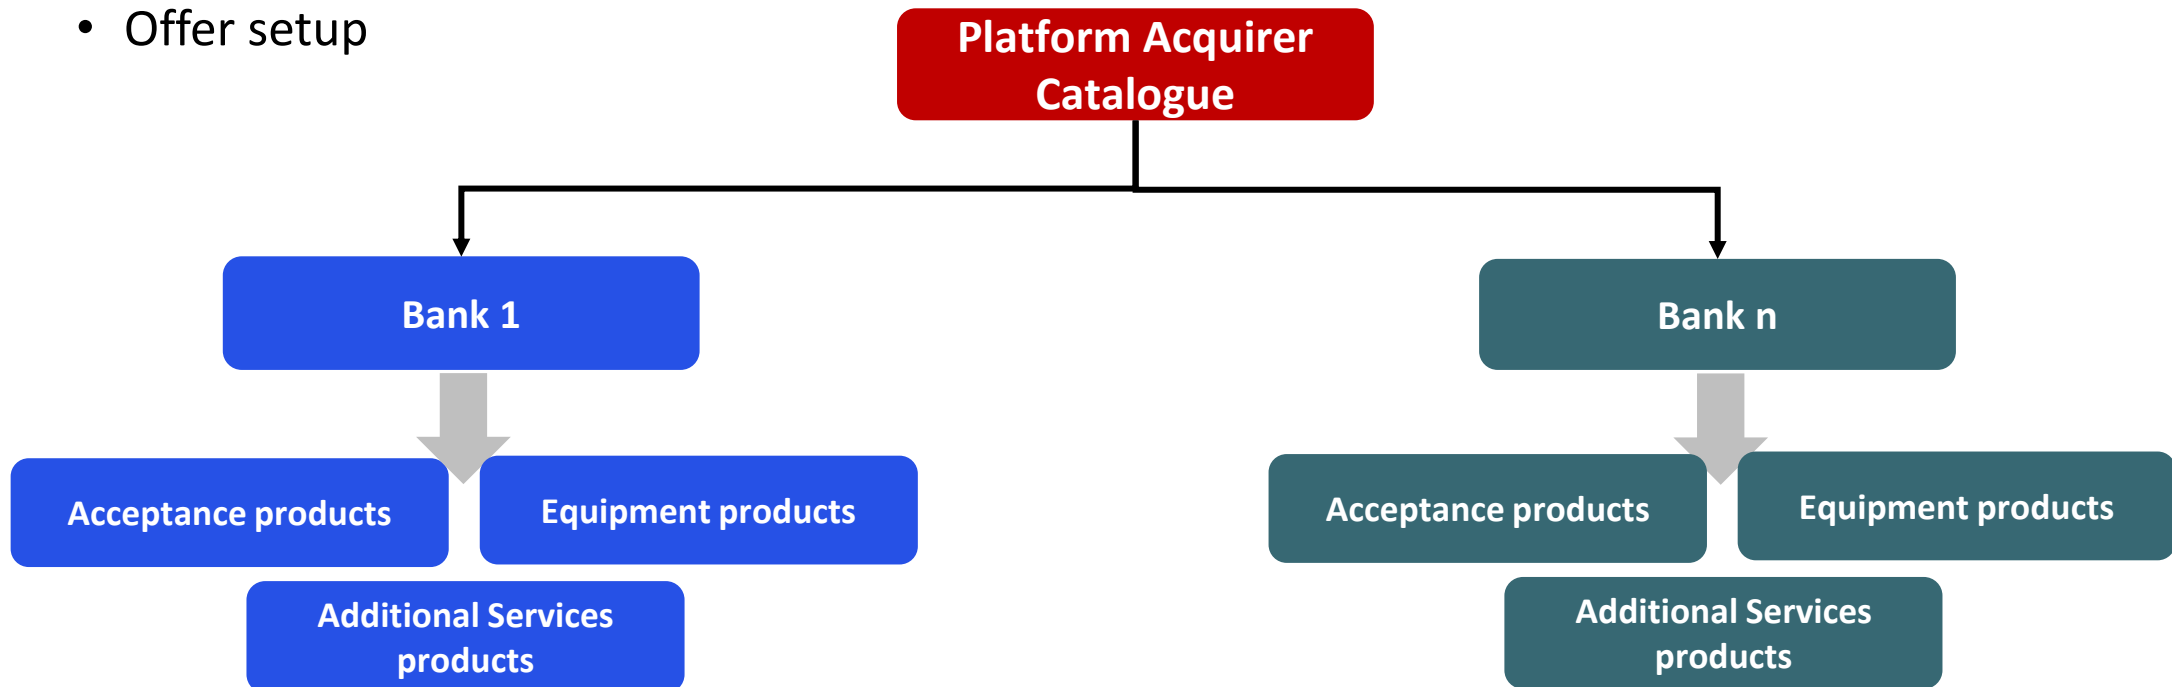 • Offer setup
Platform Acquirer
Catalogue
Bank 1
Bank n
Acceptance products
Equipment products
Additional Services
products
Acceptance products
Equipment products
Additional Services
products